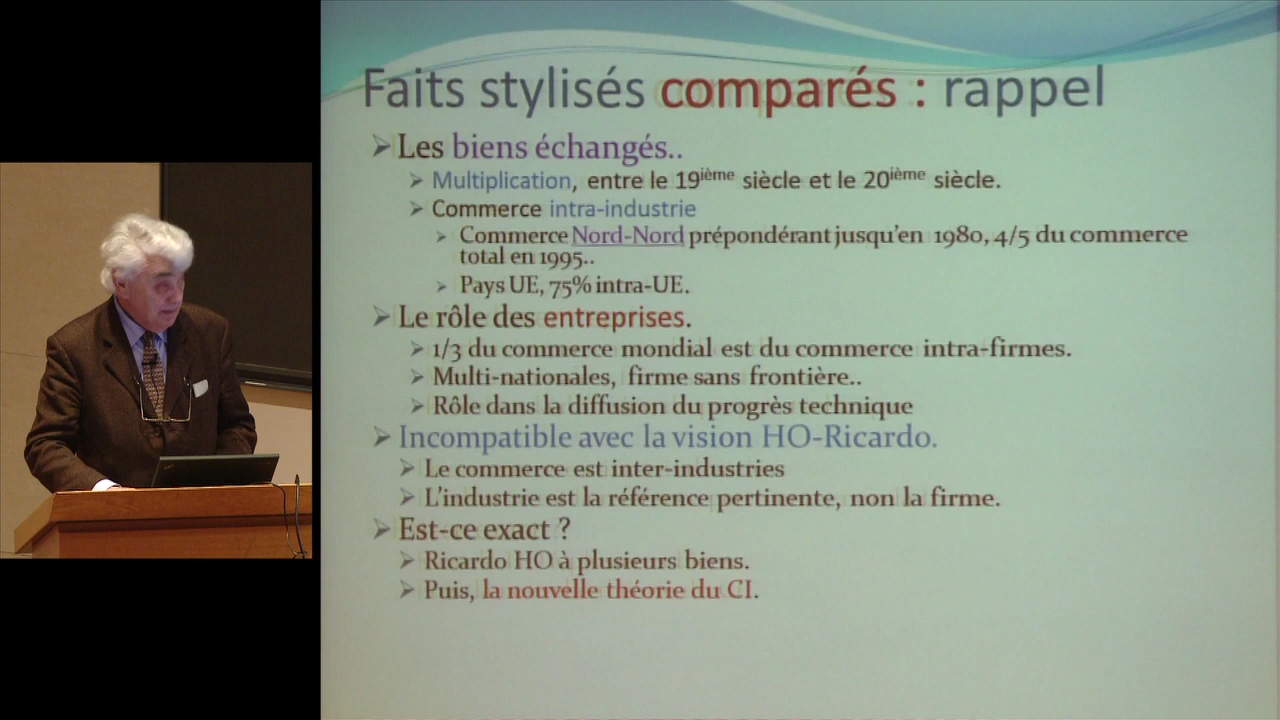 Faits stylisés comparés : rappel
Les biens échangés..
Multiplication, entre le 19ième siècle et le 20ième siècle.
Commerce intra-industrie
Commerce Nord-Nord prépondérant jusqu'en 1980, 4/5 du commerce
total en 1995..
Pays UE, 75% intra-UE.
Le rôle des entreprises.
1/3 du commerce mondial est du commerce intra-firmes.
Multi-nationales, firme sans frontière..
Rôle dans la diffusion du progrès technique
Incompatible avec la vision HO-Ricardo.
Le commerce est inter-industries
L'industrie est la référence pertinente, non la firme.
Est-ce exact ?
Ricardo HO à plusieurs biens.
Puis, la nouvelle théorie du CI.